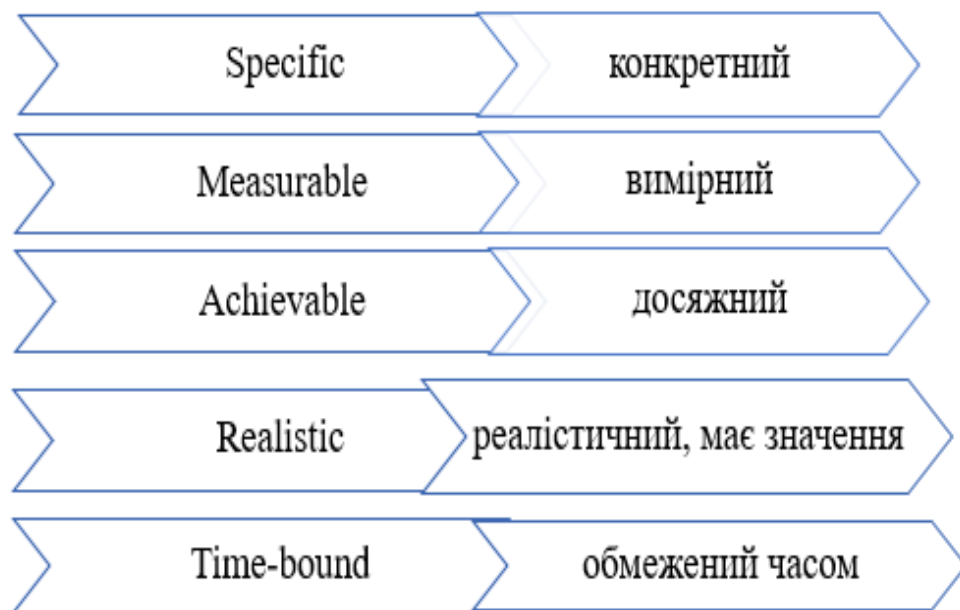 Specific конкретний
Measurable вимірний
Achievable досяжний
Realistic реалістичний, має значення
Time-bound обмежений часом